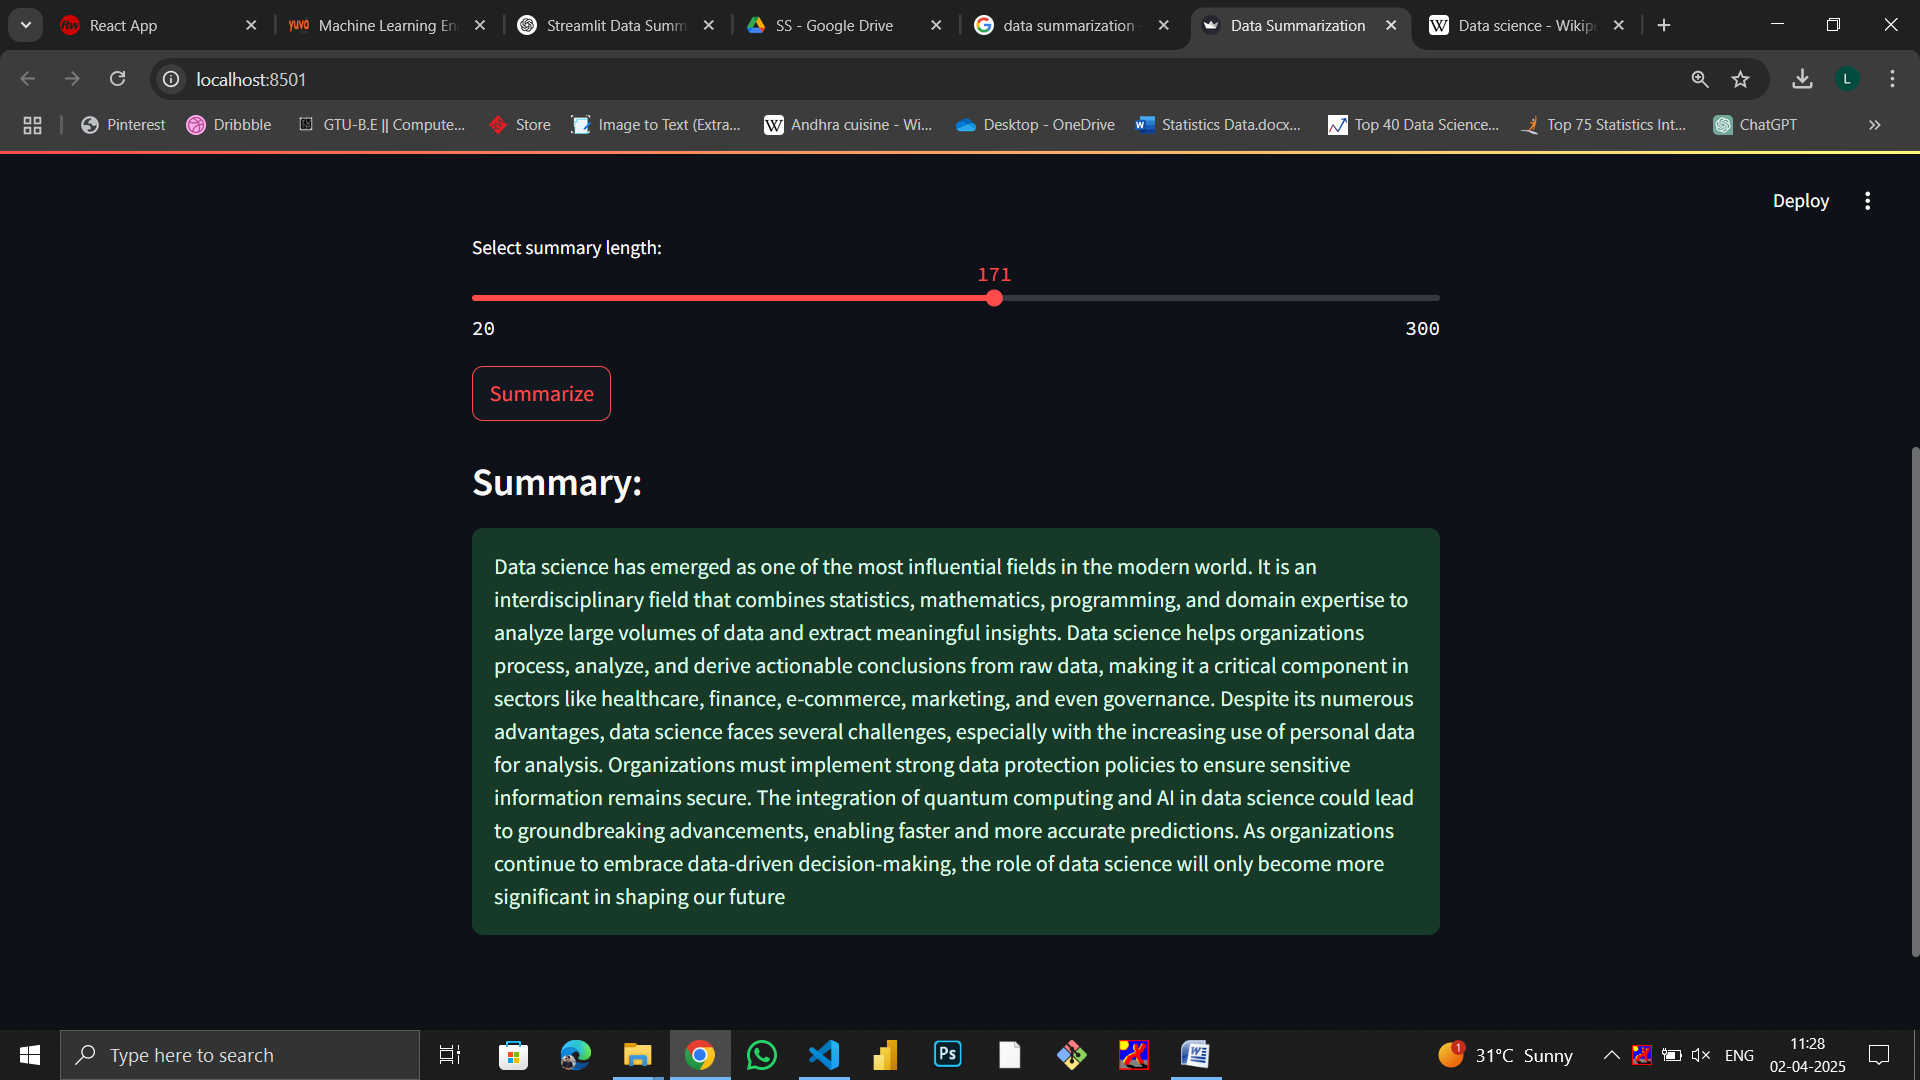 React App
Machine Learning En
Streamlit Data Summ
SS - Google Drive
data summarization -
Data Summarization
Data science - Wikipe
localhost:8501
L
Pinterest
Dribbble
GTU-B.E || Compute...
Store
Image to Text (Extra...
Andhra cuisine - Wi...
Desktop - OneDrive
Statistics Data.docx...
Top 40 Data Science...
Top 75 Statistics Int...
ChatGPT
Deploy
Select summary length:
171
20
300
Summarize
Summary:
Data science has emerged as one of the most influential fields in the modern world. It is an
interdisciplinary field that combines statistics, mathematics, programming, and domain expertise to
analyze large volumes of data and extract meaningful insights. Data science helps organizations
process, analyze, and derive actionable conclusions from raw data, making it a critical component in
sectors like healthcare, finance, e-commerce, marketing, and even governance. Despite its numerous
advantages, data science faces several challenges, especially with the increasing use of personal data
for analysis. Organizations must implement strong data protection policies to ensure sensitive
information remains secure. The integration of quantum computing and AI in data science could lead
to groundbreaking advancements, enabling faster and more accurate predictions. As organizations
continue to embrace data-driven decision-making, the role of data science will only become more
significant in shaping our future
Type here to search
Ps
1
31°C Sunny
ENG
11:28
02-04-2025